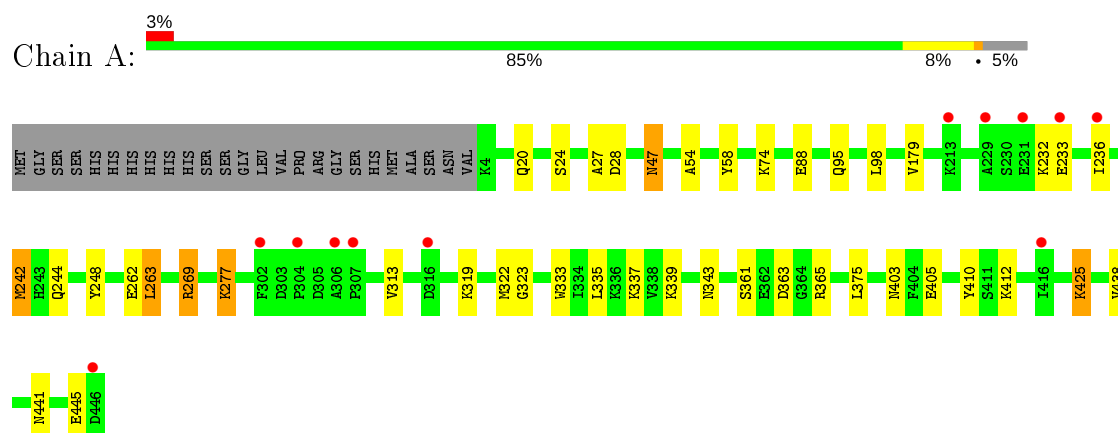 3%
Chain A:
85% 8% • 5%
MET GLY SER SER HIS HIS HIS HIS HIS HIS SER SER GLY LEU VAL PRO ARG GLY SER HIS MET ALA SER ASN VAL K4 Q20 S24 A27 D28 N47 A54 Y58 K74 E88 Q95 L98 V179 K213 A229 S230 E231 K232 E233 I236
M242 H243 Q244 Y248 E262 L263 R269 K277 F302 D303 P304 D305 A306 P307 V313 D316 K319 M322 G323 W333 I334 L335 K336 K337 V338 K339 N343 S361 E362 D363 G364 R365 L375 N403 F404 E405 Y410 S411 K412 I416 K425 V438
N441 E445 D446